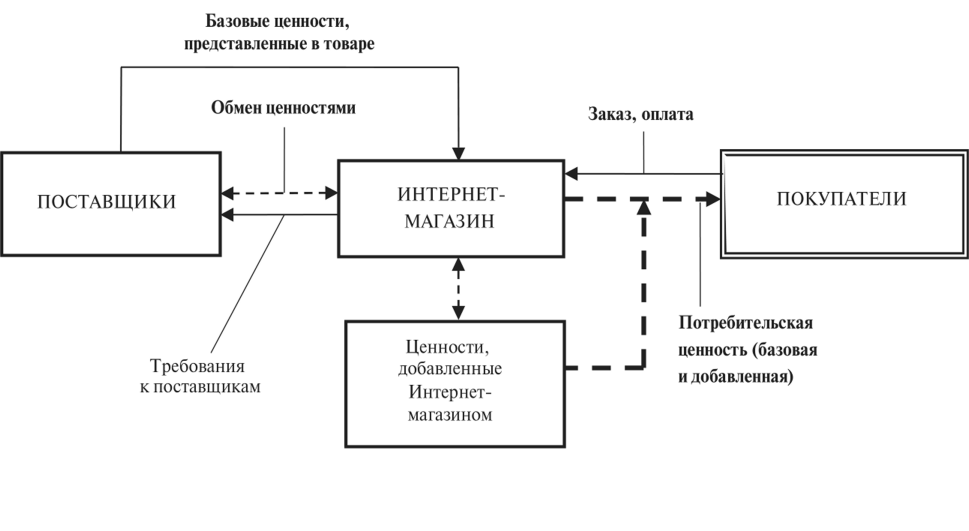 Базовые ценности,
представленные в товаре
Обмен ценностями
Заказ, оплата
ПОСТАВЩИКИ
ИНТЕРНЕТ-
МАГАЗИН
ПОКУПАТЕЛИ
Требования
к поставщикам
Ценности,
добавленные
Интернет-
магазином
Потребительская
ценность (базовая
и добавленная)